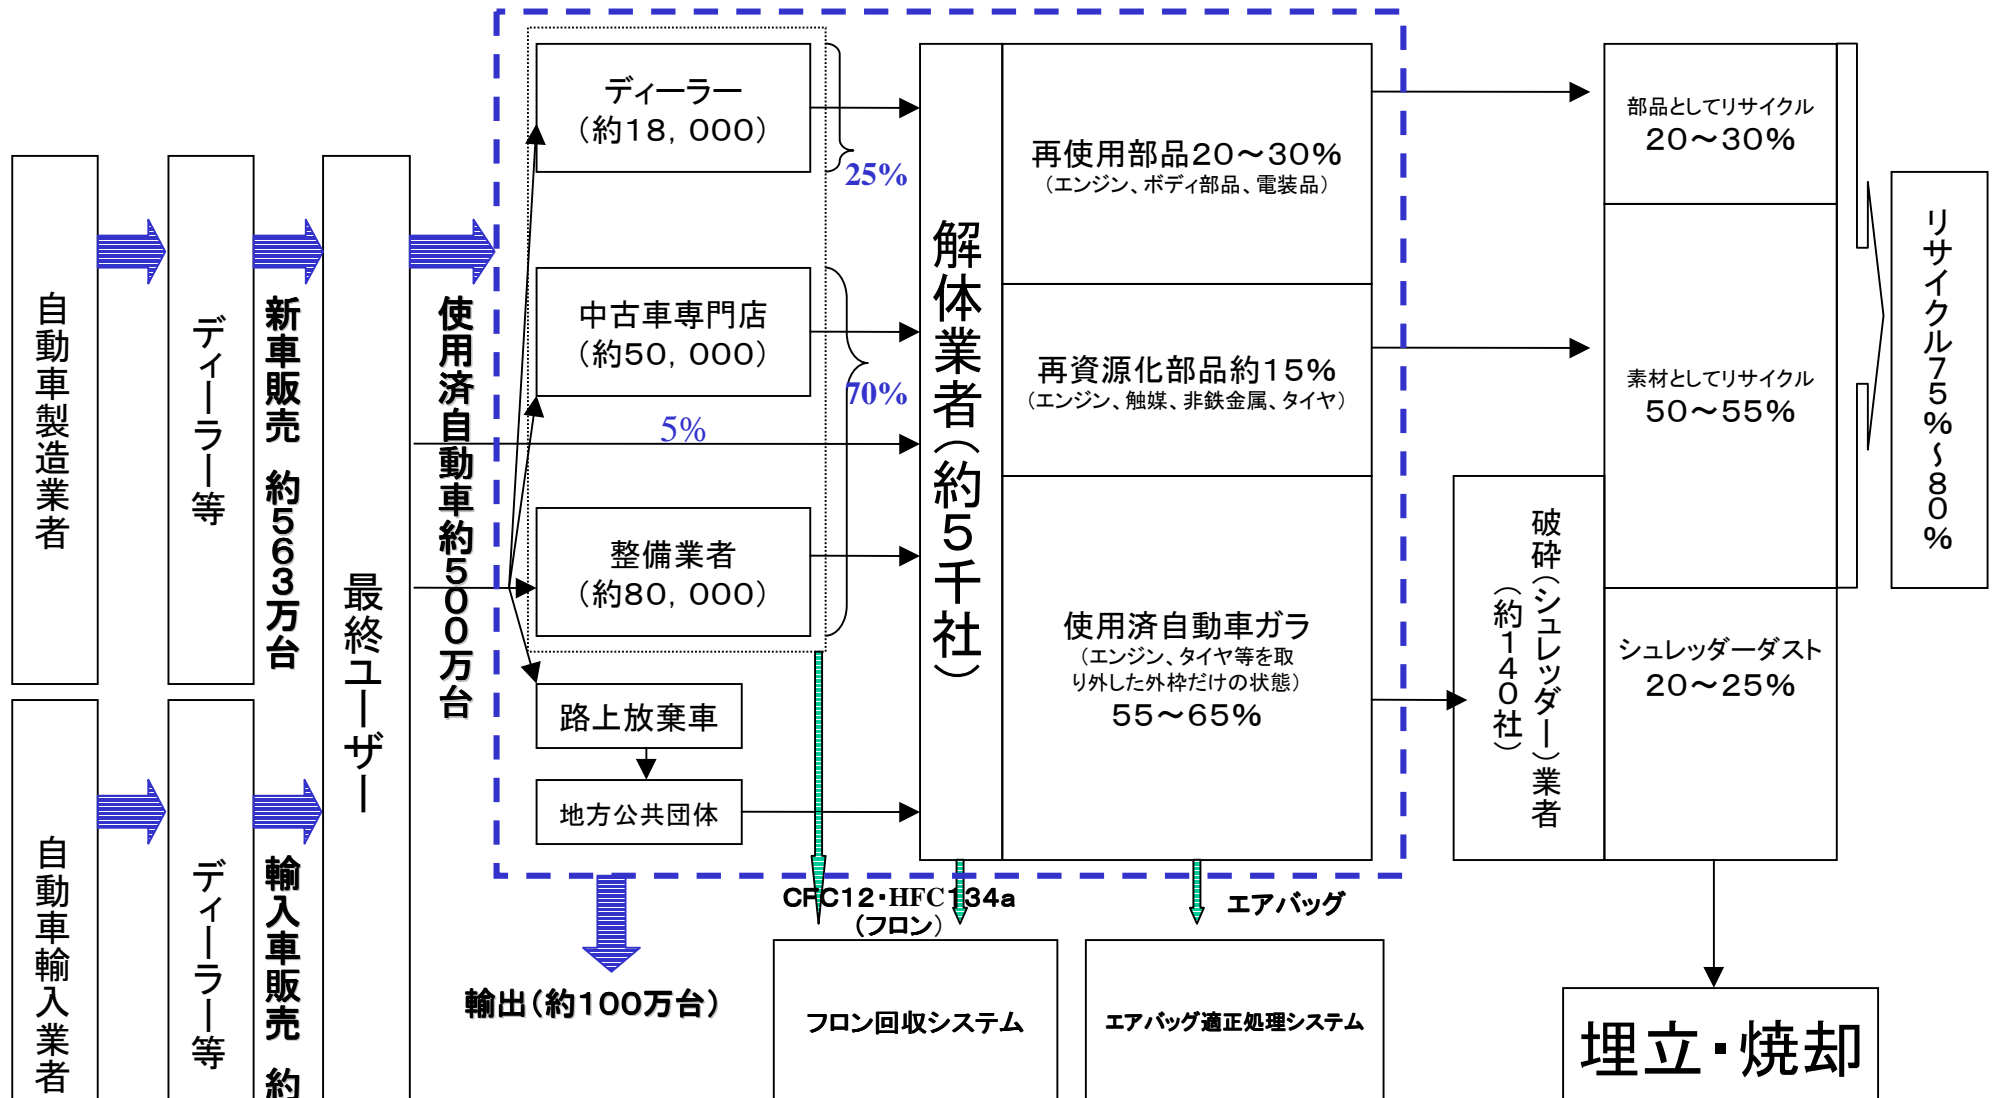 自動車製造業者
ディーラー等
新車販売　約563万台
自動車輸入業者
ディーラー等
輸入車販売　約
最終ユーザー
使用済自動車約500万台
ディーラー
（約18，000）
25%
中古車専門店
（約50，000）
70%
5%
整備業者
（約80，000）
路上放棄車
地方公共団体
解体業者（約5千社）
再使用部品20～30%
（エンジン、ボディ部品、電装品）
再資源化部品約15%
（エンジン、触媒、非鉄金属、タイヤ）
使用済自動車ガラ
（エンジン、タイヤ等を取
り外した外枠だけの状態）
55～65%
破砕（シュレッダー）業者
（約140社）
部品としてリサイクル
20～30%
素材としてリサイクル
50～55%
シュレッダーダスト
20～25%
リサイクル75%～80%
輸出（約100万台）
CFC12・HFC134a
（フロン）
エアバッグ
フロン回収システム
エアバッグ適正処理システム
埋立・焼却